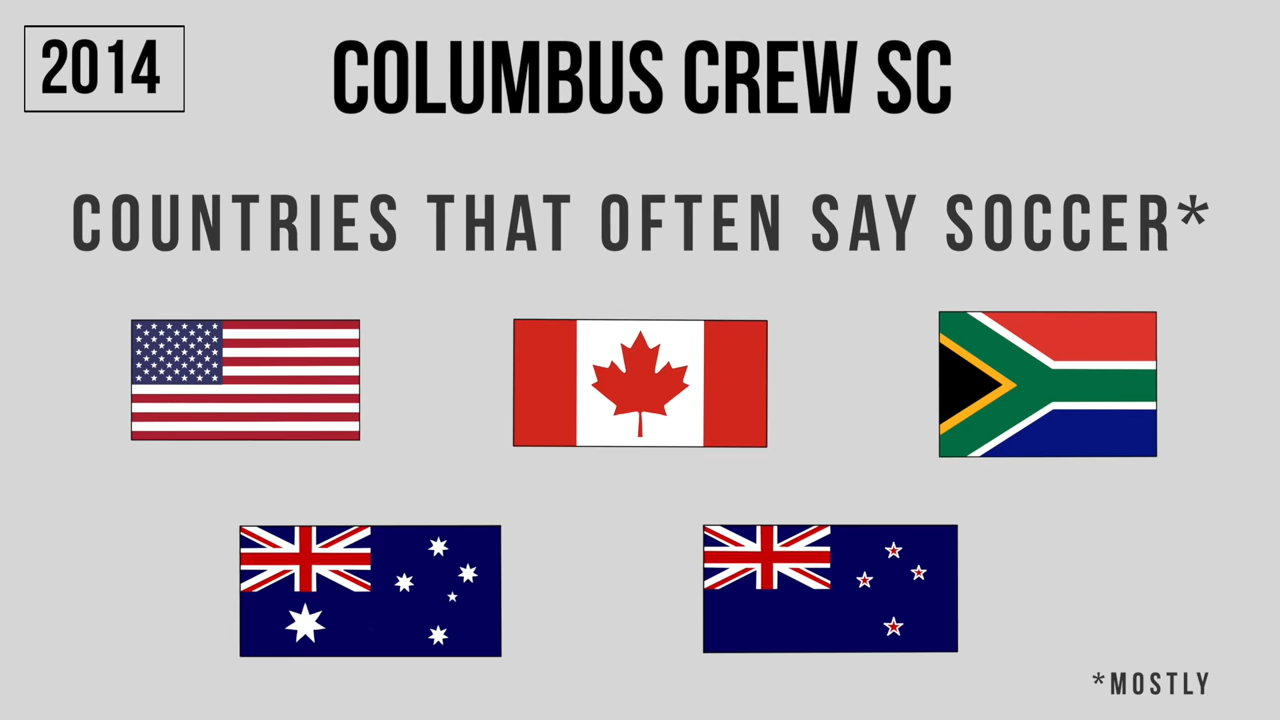 2014
COLUMBUS CREW SC
COUNTRIES THAT OFTEN SAY SOCCER*
*MOSTLY